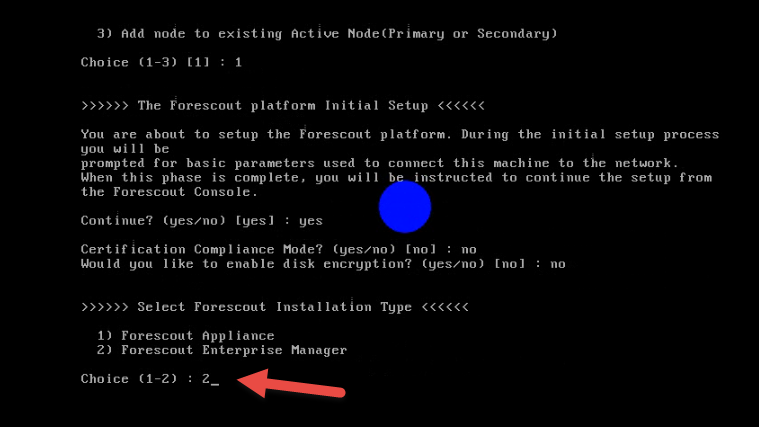 3) Add node to existing Active Node(Primary or Secondary)
Choice (1-3) [1] : 1
>>>>>> The Forescout platform Initial Setup <<<<<<
You are about to setup the Forescout platform. During the initial setup process
you will be
prompted for basic parameters used to connect this machine to the network.
When this phase is complete, you will be instructed to continue the setup from
the Forescout Console.
Continue? (yes/no) [yes] : yes
Certification Compliance Mode? (yes/no) [no] : no
Would you like to enable disk encryption? (yes/no) [no] : no
>>>>>> Select Forescout Installation Type <<<<<<
1) Forescout Appliance
2) Forescout Enterprise Manager
Choice (1-2) : 2_